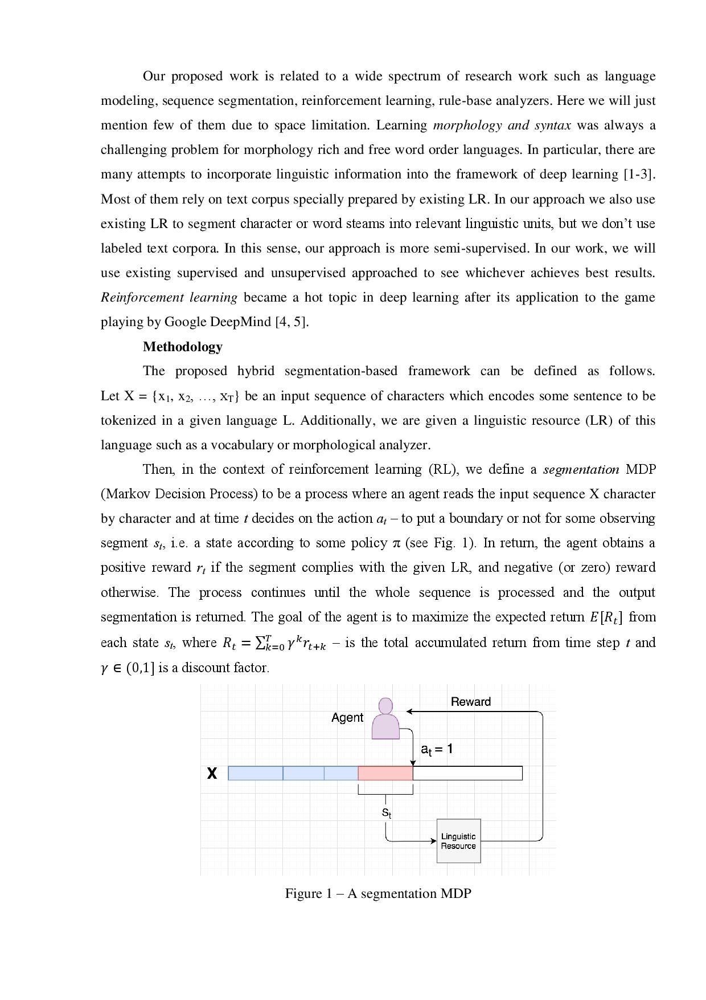 Our proposed work is related to a wide spectrum of research work such as language
modeling, sequence segmentation, reinforcement learning, rule-base analyzers. Here we will just
mention few of them due to space limitation. Learning morphology and syntax was always a
challenging problem for morphology rich and free word order languages. In particular, there are
many attempts to incorporate linguistic information into the framework of deep learning [1-3].
Most of them rely on text corpus specially prepared by existing LR. In our approach we also use
existing LR to segment character or word steams into relevant linguistic units, but we don’t use
labeled text corpora. In this sense, our approach is more semi-supervised. In our work, we will
use existing supervised and unsupervised approached to see whichever achieves best results.
Reinforcement learning became a hot topic in deep learning after its application to the game
playing by Google DeepMind [4, 5].
Methodology
The proposed hybrid segmentation-based framework can be defined as follows.
Let X = {x₁, x₂, …, x_T} be an input sequence of characters which encodes some sentence to be
tokenized in a given language L. Additionally, we are given a linguistic resource (LR) of this
language such as a vocabulary or morphological analyzer.
Then, in the context of reinforcement learning (RL), we define a segmentation MDP
(Markov Decision Process) to be a process where an agent reads the input sequence X character
by character and at time t decides on the action a_t – to put a boundary or not for some observing
segment s_t, i.e. a state according to some policy π (see Fig. 1). In return, the agent obtains a
positive reward r_t if the segment complies with the given LR, and negative (or zero) reward
otherwise. The process continues until the whole sequence is processed and the output
segmentation is returned. The goal of the agent is to maximize the expected return E[R_t] from
each state s_t, where R_t = ∑_{k=0}^{T} γ^k r_{t+k} – is the total accumulated return from time step t and
γ ∈ (0,1] is a discount factor.
Reward
Agent
a_t = 1
X
S_t
Linguistic
Resource
Figure 1 – A segmentation MDP